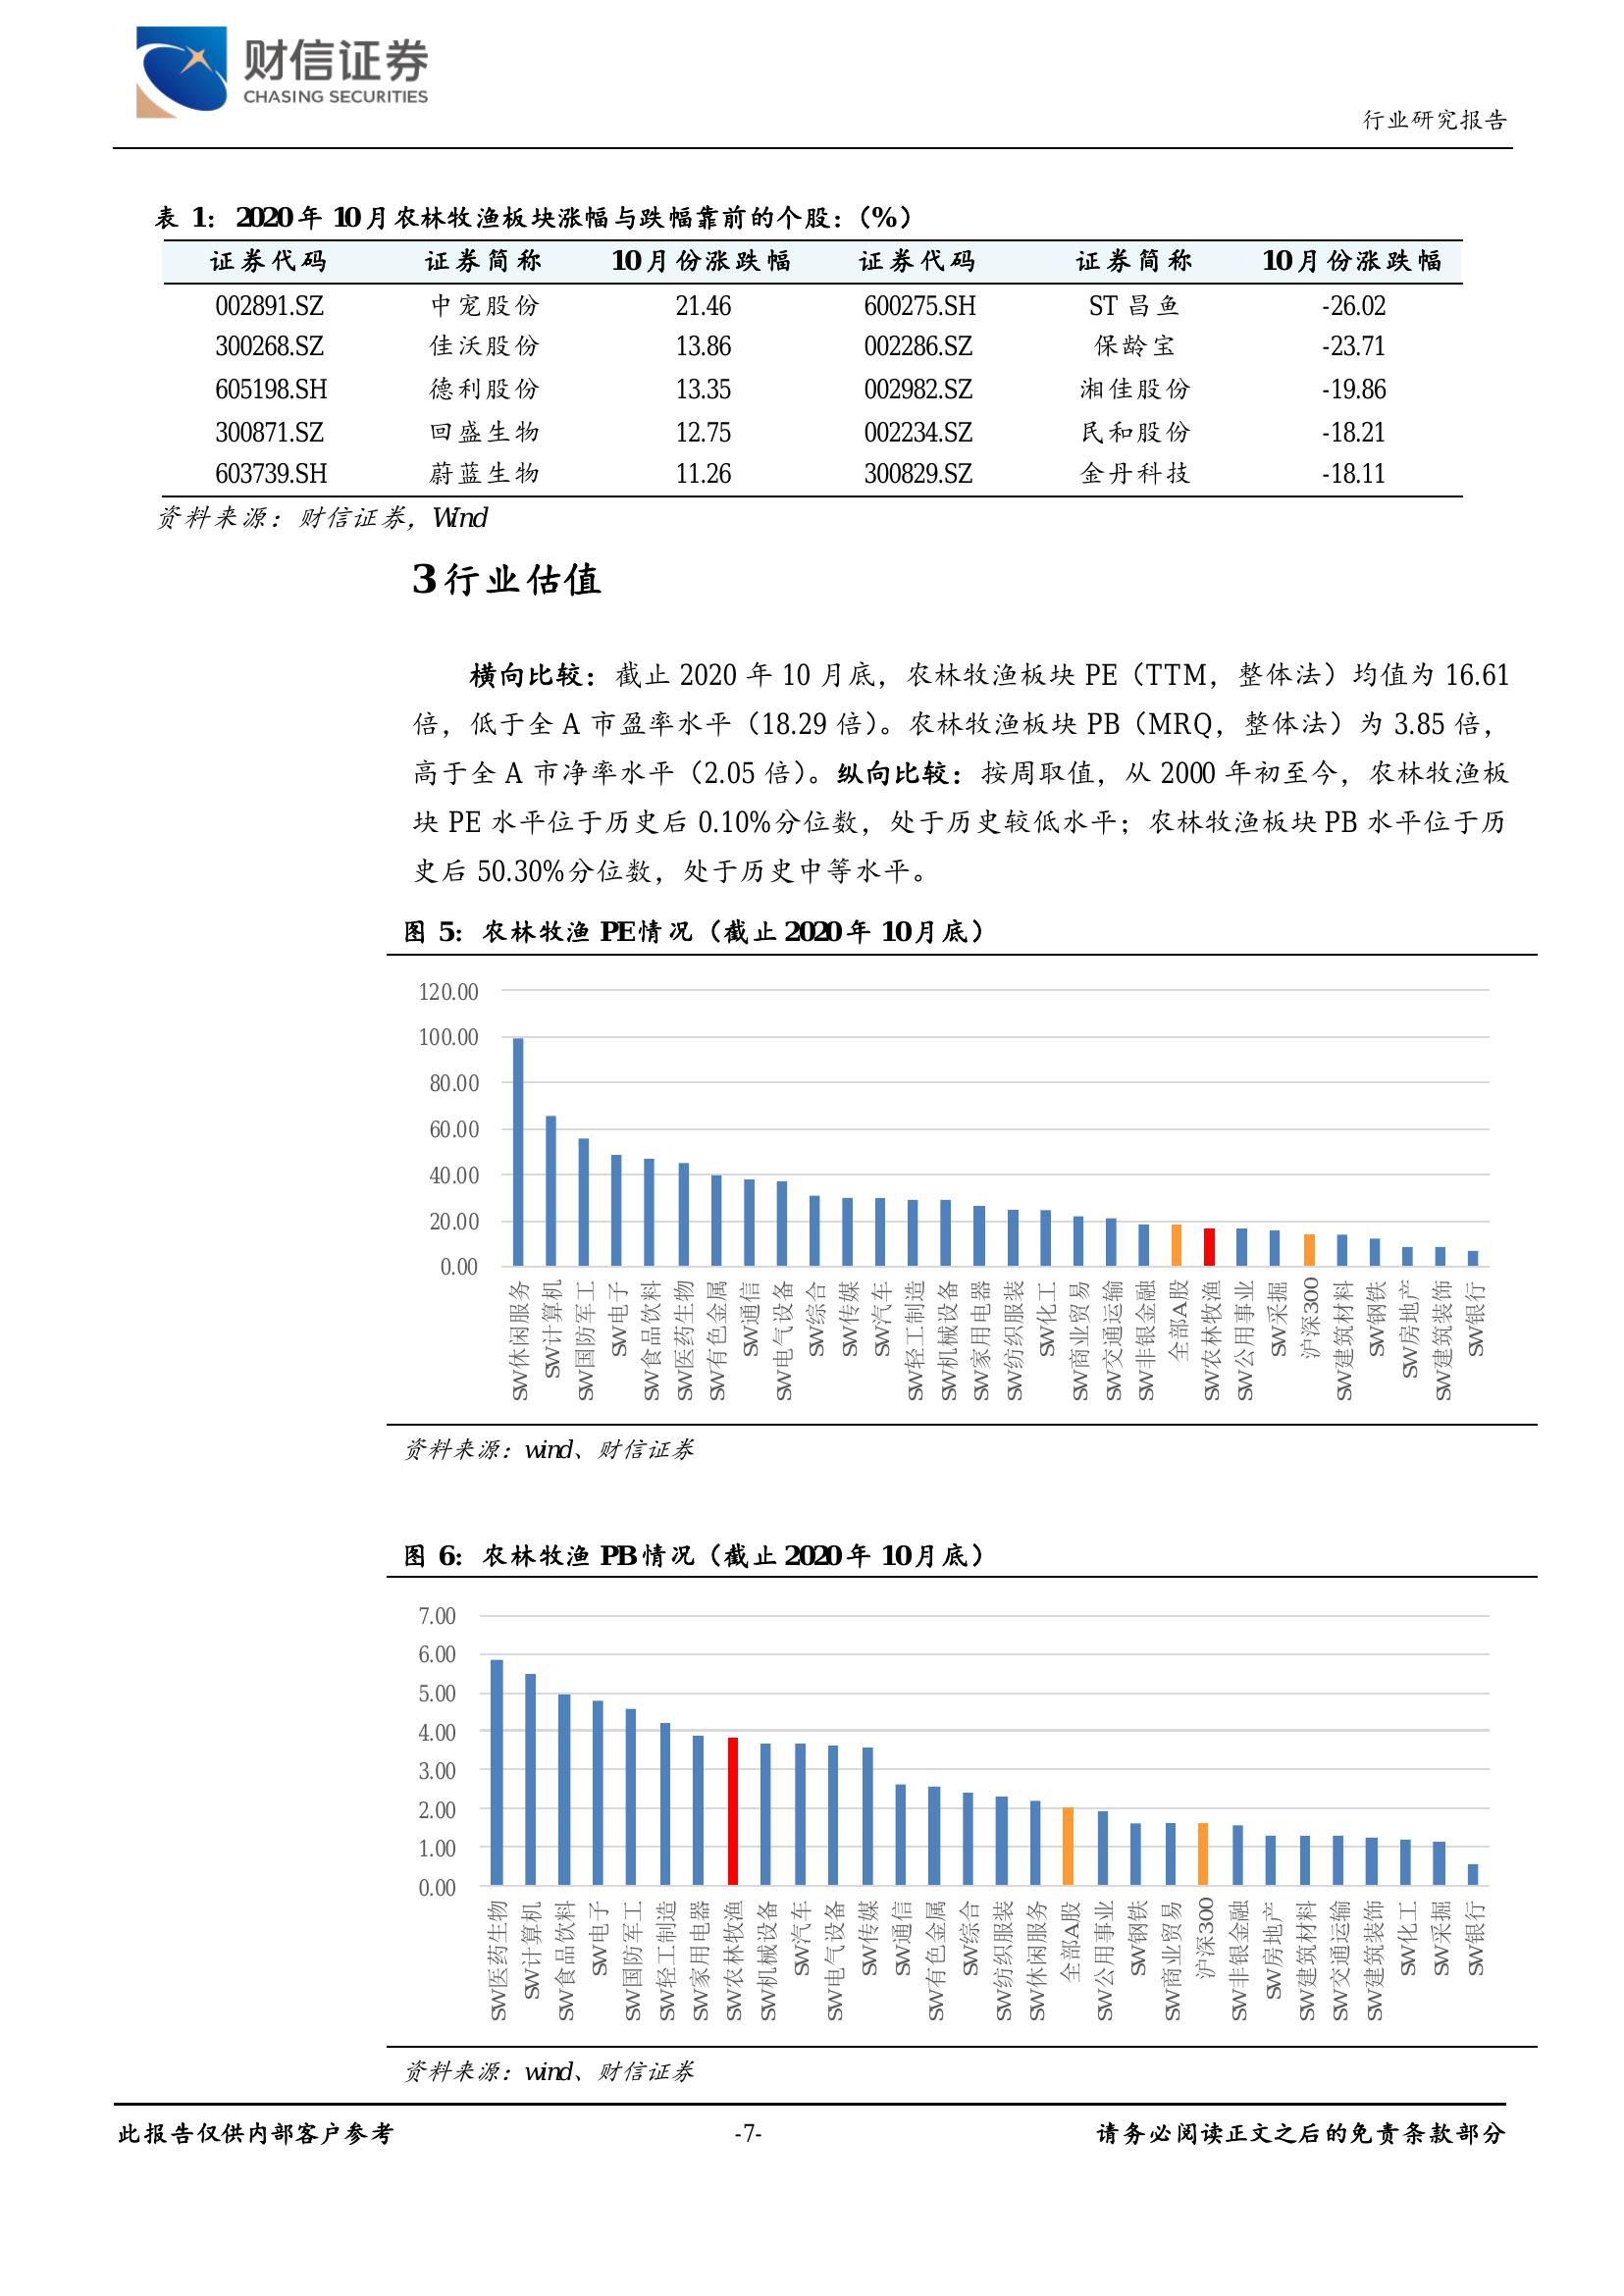 财信证券
CHASING SECURITIES
行业研究报告
表 1：2020 年 10 月农林牧渔板块涨幅与跌幅靠前的个股：（%）
证券代码 证券简称 10 月份涨跌幅 证券代码 证券简称 10 月份涨跌幅
002891.SZ 中宠股份 21.46 600275.SH ST 昌鱼 -26.02
300268.SZ 佳沃股份 13.86 002286.SZ 保龄宝 -23.71
605198.SH 德利股份 13.35 002982.SZ 湘佳股份 -19.86
300871.SZ 回盛生物 12.75 002234.SZ 民和股份 -18.21
603739.SH 蔚蓝生物 11.26 300829.SZ 金丹科技 -18.11
资料来源：财信证券，Wind
3 行业估值
横向比较：截止 2020 年 10 月底，农林牧渔板块 PE（TTM，整体法）均值为 16.61
倍，低于全 A 市盈率水平（18.29 倍）。农林牧渔板块 PB（MRQ，整体法）为 3.85 倍，
高于全 A 市净率水平（2.05 倍）。纵向比较：按周取值，从 2000 年初至今，农林牧渔板
块 PE 水平位于历史后 0.10%分位数，处于历史较低水平；农林牧渔板块 PB 水平位于历
史后 50.30%分位数，处于历史中等水平。
图 5：农林牧渔 PE 情况（截止 2020 年 10 月底）
120.00
100.00
80.00
60.00
40.00
20.00
0.00
SW休闲服务
SW计算机
SW国防军工
SW电子
SW食品饮料
SW医药生物
SW有色金属
SW通信
SW电气设备
SW综合
SW传媒
SW汽车
SW轻工制造
SW机械设备
SW家用电器
SW纺织服装
SW化工
SW商业贸易
SW交通运输
SW非银金融
全部A股
SW农林牧渔
SW公用事业
SW采掘
沪深300
SW建筑材料
SW钢铁
SW房地产
SW建筑装饰
SW银行
资料来源：wind、财信证券
图 6：农林牧渔 PB 情况（截止 2020 年 10 月底）
7.00
6.00
5.00
4.00
3.00
2.00
1.00
0.00
SW医药生物
SW计算机
SW食品饮料
SW电子
SW国防军工
SW轻工制造
SW家用电器
SW农林牧渔
SW机械设备
SW汽车
SW电气设备
SW传媒
SW通信
SW有色金属
SW综合
SW纺织服装
SW休闲服务
全部A股
SW公用事业
SW钢铁
SW商业贸易
沪深300
SW非银金融
SW房地产
SW建筑材料
SW交通运输
SW建筑装饰
SW化工
SW采掘
SW银行
资料来源：wind、财信证券
此报告仅供内部客户参考 -7- 请务必阅读正文之后的免责条款部分